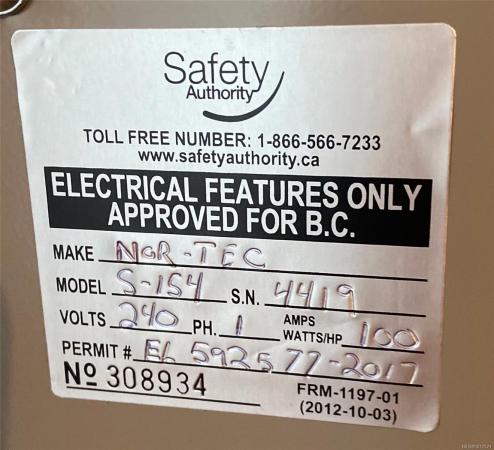 Safety
Authority
TOLL FREE NUMBER: 1-866-566-7233
www.safetyauthority.ca
ELECTRICAL FEATURES ONLY
APPROVED FOR B.C.
MAKE NOR-TEC
MODEL S-154 S.N. 4419
VOLTS 240 PH. 1 AMPS WATTS/HP 100
PERMIT # EL 592577-2017
Nº 308934
FRM-1197-01
(2012-10-03)